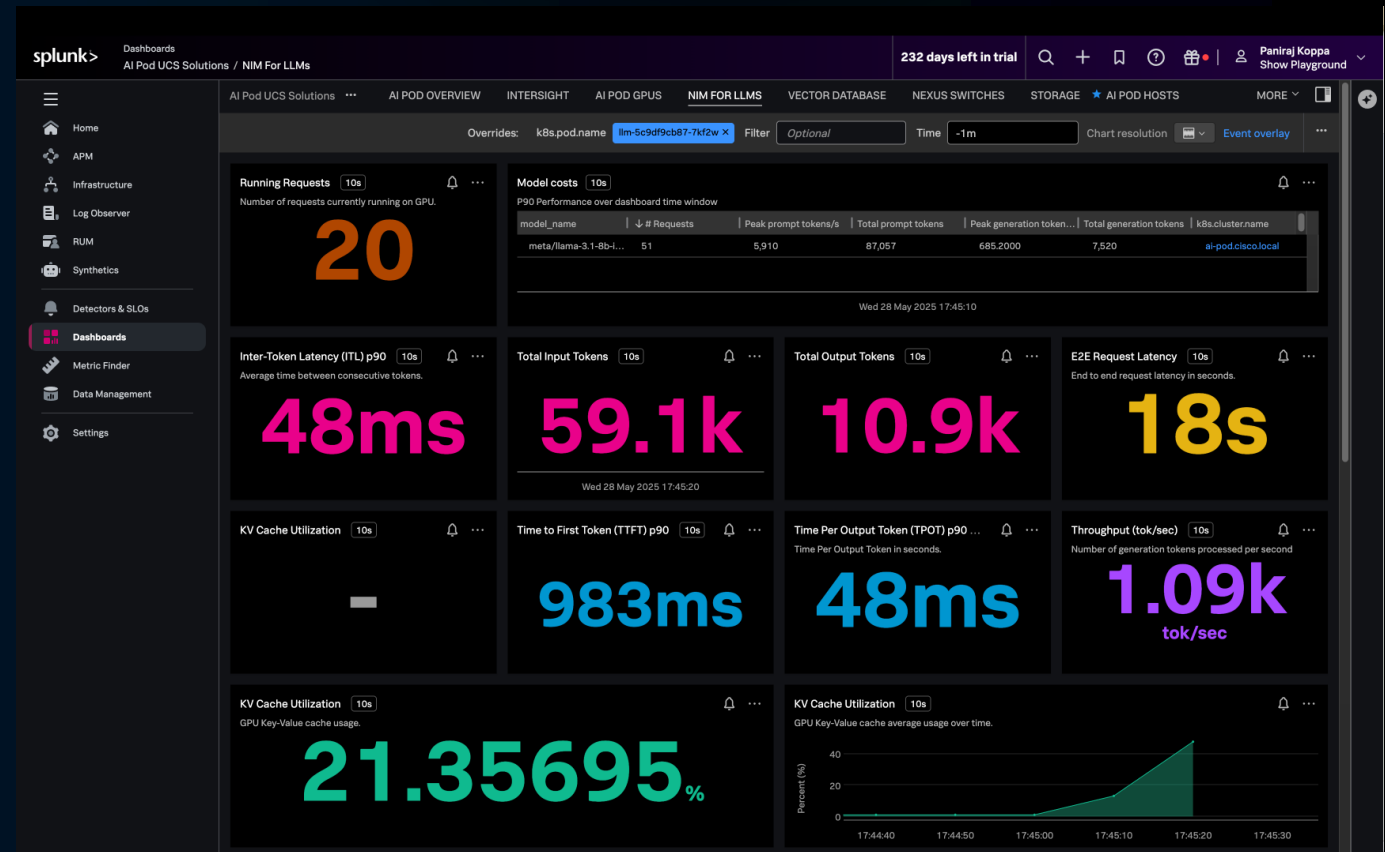 splunk>
Dashboards
AI Pod UCS Solutions / NIM For LLMs
232 days left in trial
Paniraj Koppa
Show Playground
Home
APM
Infrastructure
Log Observer
RUM
Synthetics
Detectors & SLOs
Dashboards
Metric Finder
Data Management
Settings
AI Pod UCS Solutions ··· AI POD OVERVIEW INTERSIGHT AI POD GPUS NIM FOR LLMS VECTOR DATABASE NEXUS SWITCHES STORAGE AI POD HOSTS MORE
Overrides: k8s.pod.name llm-5c9df9cb87-7kf2w × Filter Optional Time -1m Chart resolution Event overlay ···
Running Requests 10s
Number of requests currently running on GPU.
20
Model costs 10s
P90 Performance over dashboard time window
model_name ↓ # Requests Peak prompt tokens/s Total prompt tokens Peak generation token... Total generation tokens k8s.cluster.name
meta/llama-3.1-8b-i... 51 5,910 87,057 685.2000 7,520 ai-pod.cisco.local
Wed 28 May 2025 17:45:10
Inter-Token Latency (ITL) p90 10s
Average time between consecutive tokens.
48ms
Total Input Tokens 10s
59.1k
Wed 28 May 2025 17:45:20
Total Output Tokens 10s
10.9k
E2E Request Latency 10s
End to end request latency in seconds.
18s
KV Cache Utilization 10s
-
Time to First Token (TTFT) p90 10s
983ms
Time Per Output Token (TPOT) p90 ...
Time Per Output Token in seconds.
48ms
Throughput (tok/sec) 10s
Number of generation tokens processed per second
1.09k
tok/sec
KV Cache Utilization 10s
GPU Key-Value cache usage.
21.35695%
KV Cache Utilization 10s
GPU Key-Value cache average usage over time.
Percent (%)
40
20
0
17:44:40 17:44:50 17:45:00 17:45:10 17:45:20 17:45:30